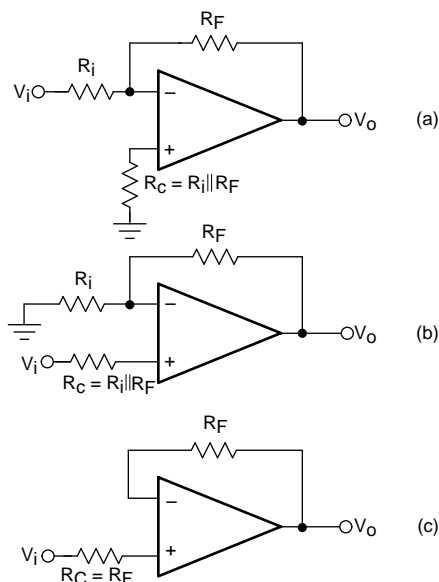 RF
Ri
Vi
−
Vo
(a)
+
RC = Ri||RF
RF
Ri
−
Vo
(b)
Vi
+
RC = Ri||RF
RF
−
Vo
(c)
Vi
+
RC = RF